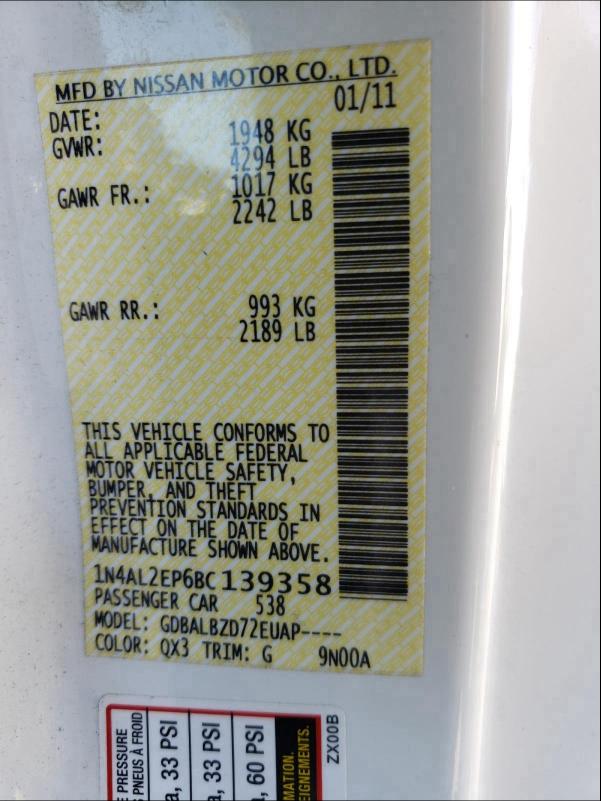 MFD BY NISSAN MOTOR CO., LTD.
DATE: 01/11
GVWR: 1948 KG
4294 LB
GAWR FR.: 1017 KG
2242 LB
GAWR RR.: 993 KG
2189 LB
THIS VEHICLE CONFORMS TO
ALL APPLICABLE FEDERAL
MOTOR VEHICLE SAFETY,
BUMPER, AND THEFT
PREVENTION STANDARDS IN
EFFECT ON THE DATE OF
MANUFACTURE SHOWN ABOVE.
1N4AL2EP6BC139358
PASSENGER CAR 538
MODEL: GDBALBZD72EUAP----
COLOR: QX3 TRIM: G 9N00A
E PRESSURE
PNEUS À FROID
a, 33 PSI
a, 33 PSI
a, 60 PSI
MATION.
EIGNEMENTS.
ZX00B